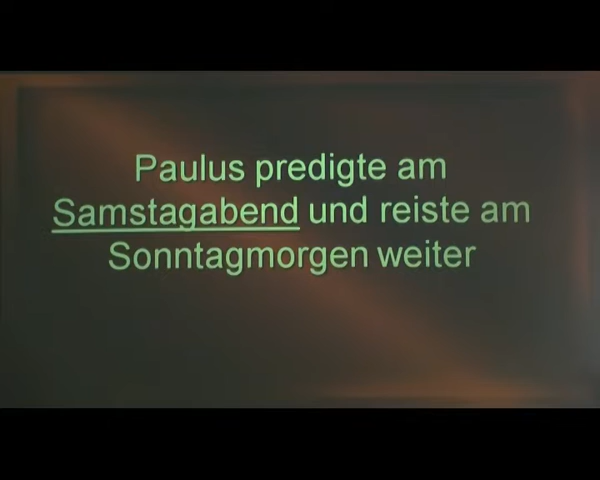 Paulus predigte am
Samstagabend und reiste am
Sonntagmorgen weiter